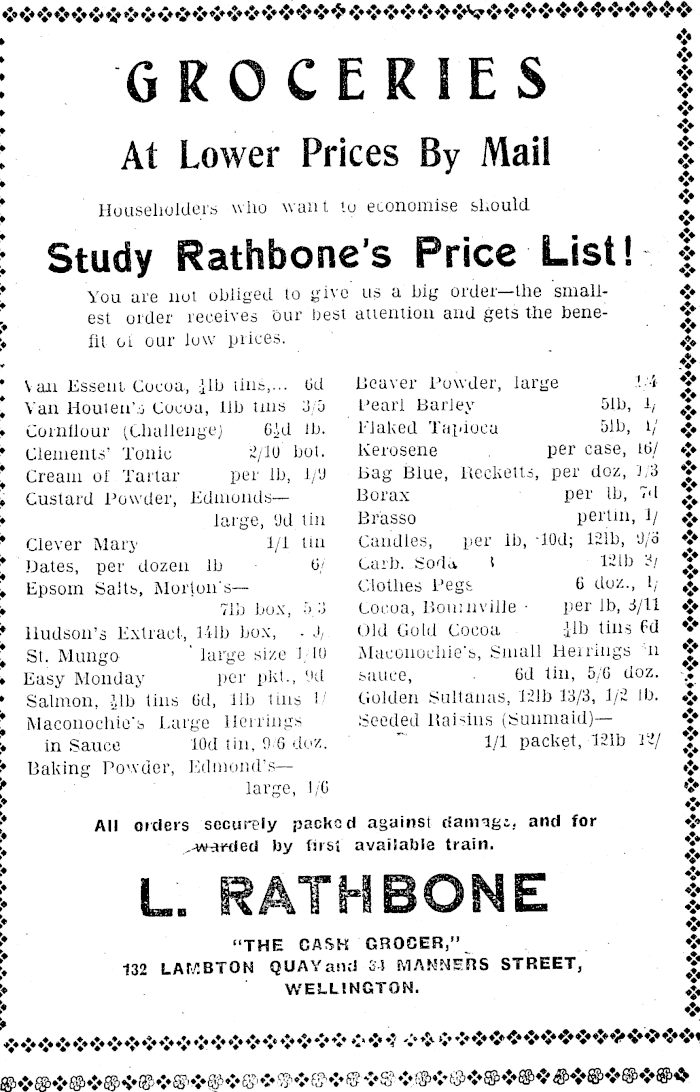 GROCERIES
At Lower Prices By Mail
Householders who want to economise should
Study Rathbone's Price List!
You are not obliged to give us a big order—the small-
est order receives our best attention and gets the bene-
fit of our low prices.
Van Essent Cocoa, ¼lb tins,... 6d
Van Houten's Cocoa, 1lb tins 3/5
Cornflour (Challenge) 6½d lb.
Clements' Tonic 2/10 bot.
Cream of Tartar per lb, 1/9
Custard Powder, Edmonds—
large, 9d tin
Clever Mary 1/1 tin
Dates, per dozen lb 6/
Epsom Salts, Morton's—
7lb box, 5/3
Hudson's Extract, 14lb box,
St. Mungo large size 1/10
Easy Monday per pkt., 9d
Salmon, ½lb tins 6d, 1lb tins 1/
Maconochie's Large Herrings
in Sauce 10d tin, 9/6 doz.
Baking Powder, Edmond's—
large, 1/6
Beaver Powder, large 1/4
Pearl Barley 5lb, 1/
Flaked Tapioca 5lb, 1/
Kerosene per case, 16/
Bag Blue, Recketts, per doz, 1/3
Borax per lb, 7d
Brasso pertin, 1/
Candles, per lb, 10d; 12lb, 9/6
Carb. Soda 12lb 3/
Clothes Pegs 6 doz., 1/
Cocoa, Bournville per lb, 3/11
Old Gold Cocoa ¼lb tins 6d
Maconochie's, Small Herrings in
sauce, 6d tin, 5/6 doz.
Golden Sultanas, 12lb 13/3, 1/2 lb.
Seeded Raisins (Sunmaid)—
1/1 packet, 12lb 12/
All orders securely packed against damage, and for
warded by first available train.
L. RATHBONE
"THE CASH GROCER,"
132 LAMBTON QUAY and 34 MANNERS STREET,
WELLINGTON.